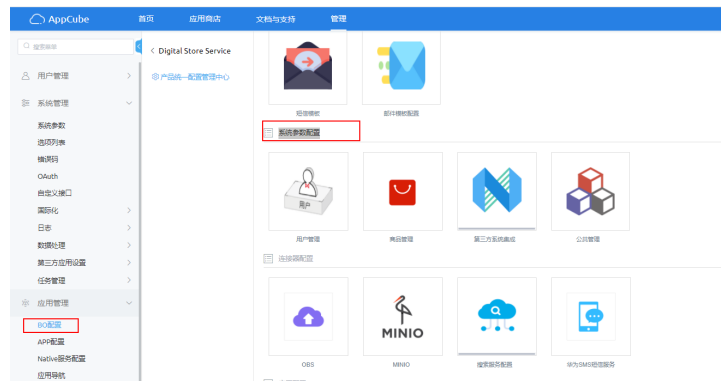 AppCube 首页 应用商店 文档与支持 管理
搜索菜单
用户管理
系统管理
系统参数
选项列表
错误码
OAuth
自定义接口
国际化
日志
数据处理
第三方应用设置
任务管理
应用管理
BO配置
APP配置
Native服务配置
应用导航
Digital Store Service
产品统一配置管理中心
短信模板 邮件模板配置
系统参数配置
用户
用户管理 商品管理 第三方系统集成 公共管理
连接器配置
MINIO
OBS MINIO 搜索服务配置 华为SMS短信服务